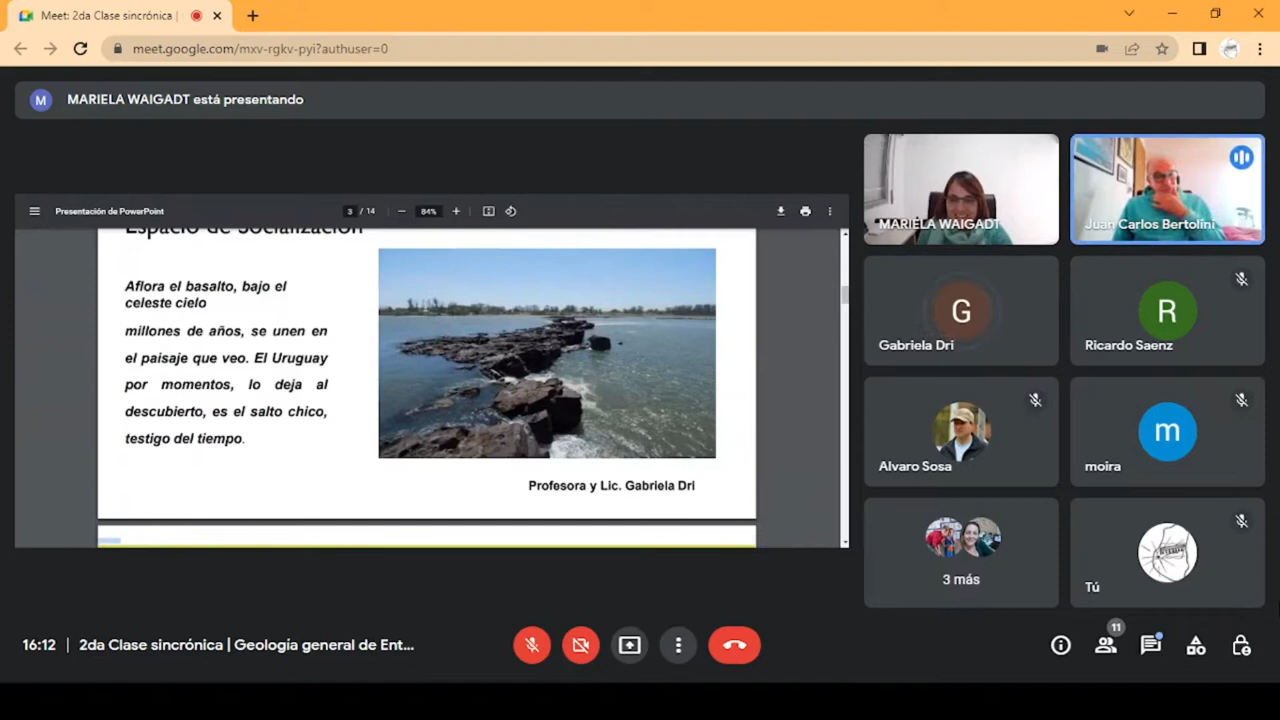 Meet: 2da Clase sincrónica |
meet.google.com/mxv-rgkv-pyi?authuser=0
M MARIELA WAIGADT está presentando
Presentación de PowerPoint
3 / 14
84%
Espacio de Socialización
Aflora el basalto, bajo el
celeste cielo
millones de años, se unen en
el paisaje que veo. El Uruguay
por momentos, lo deja al
descubierto, es el salto chico,
testigo del tiempo.
Profesora y Lic. Gabriela Dri
MARIELA WAIGADT
Juan Carlos Bertolini
G
Gabriela Dri
R
Ricardo Saenz
Alvaro Sosa
m
moira
3 más
Tú
16:12 | 2da Clase sincrónica | Geología general de Ent...
11